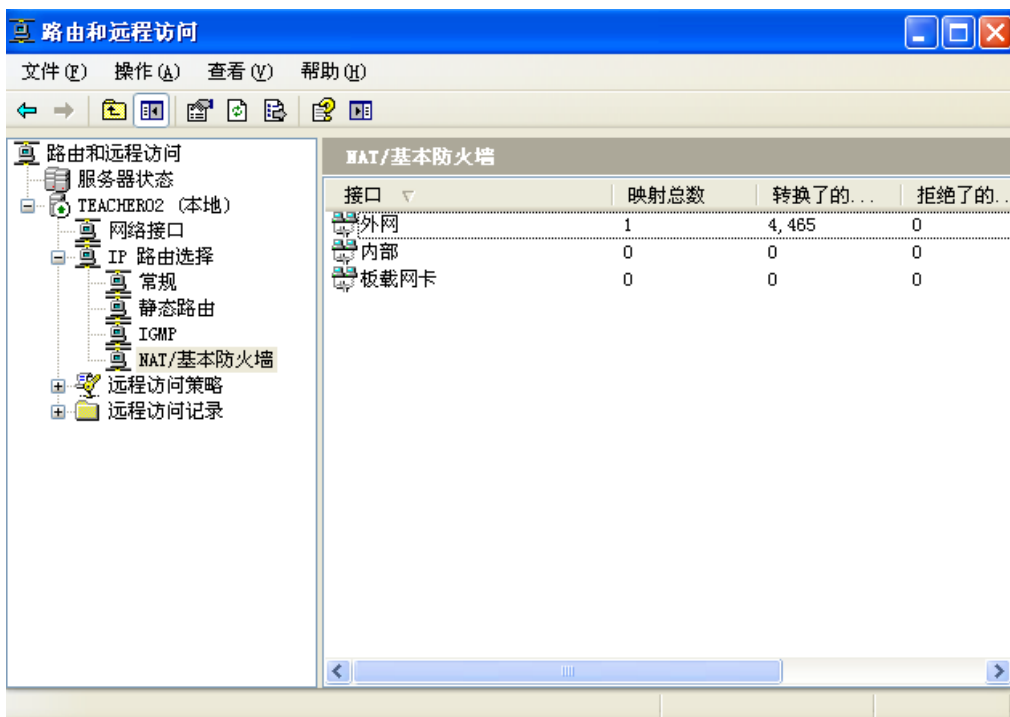 路由和远程访问
文件(F) 操作(A) 查看(V) 帮助(H)
路由和远程访问
服务器状态
TEACHER02 (本地)
网络接口
IP 路由选择
常规
静态路由
IGMP
NAT/基本防火墙
远程访问策略
远程访问记录
NAT/基本防火墙
接口 映射总数 转换了的... 拒绝了的..
外网 1 4,465 0
内部 0 0 0
板载网卡 0 0 0